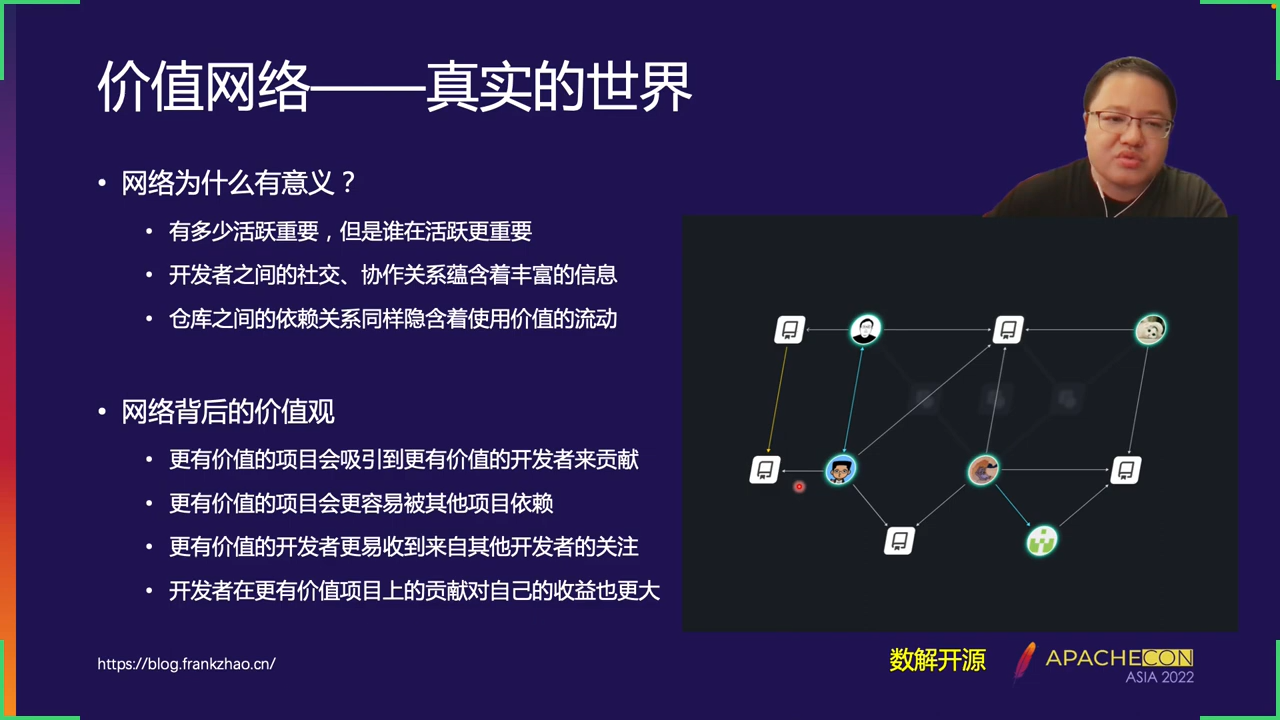 价值网络——真实的世界
• 网络为什么有意义？
• 有多少活跃重要，但是谁在活跃更重要
• 开发者之间的社交、协作关系蕴含着丰富的信息
• 仓库之间的依赖关系同样隐含着使用价值的流动
• 网络背后的价值观
• 更有价值的项目会吸引到更有价值的开发者来贡献
• 更有价值的项目会更容易被其他项目依赖
• 更有价值的开发者更易收到来自其他开发者的关注
• 开发者在更有价值项目上的贡献对自己的收益也更大
https://blog.frankzhao.cn/
数解开源
APACHECON
ASIA 2022